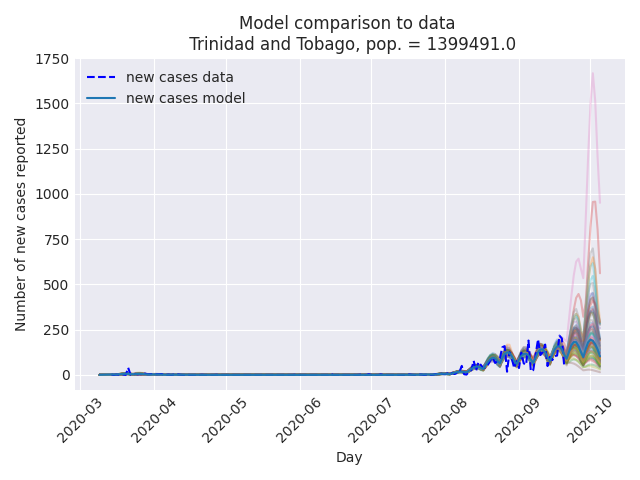 Model comparison to data
Trinidad and Tobago, pop. = 1399491.0
new cases data
new cases model
Number of new cases reported
1750
1500
1250
1000
750
500
250
0
2020-03
2020-04
2020-05
2020-06
2020-07
2020-08
2020-09
2020-10
Day